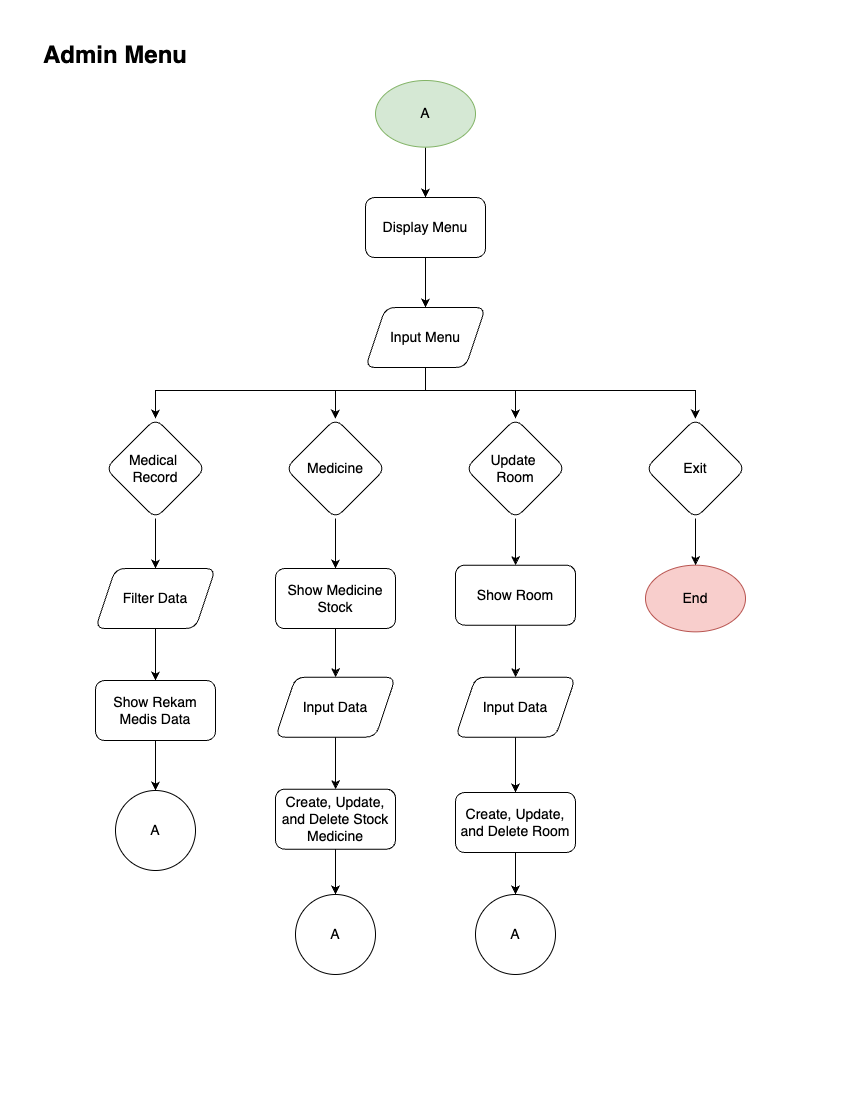 Admin Menu
A
Display Menu
Input Menu
Medical
Record
Medicine
Update
Room
Exit
Filter Data
Show Medicine
Stock
Show Room
End
Show Rekam
Medis Data
Input Data
Input Data
A
Create, Update,
and Delete Stock
Medicine
Create, Update,
and Delete Room
A
A